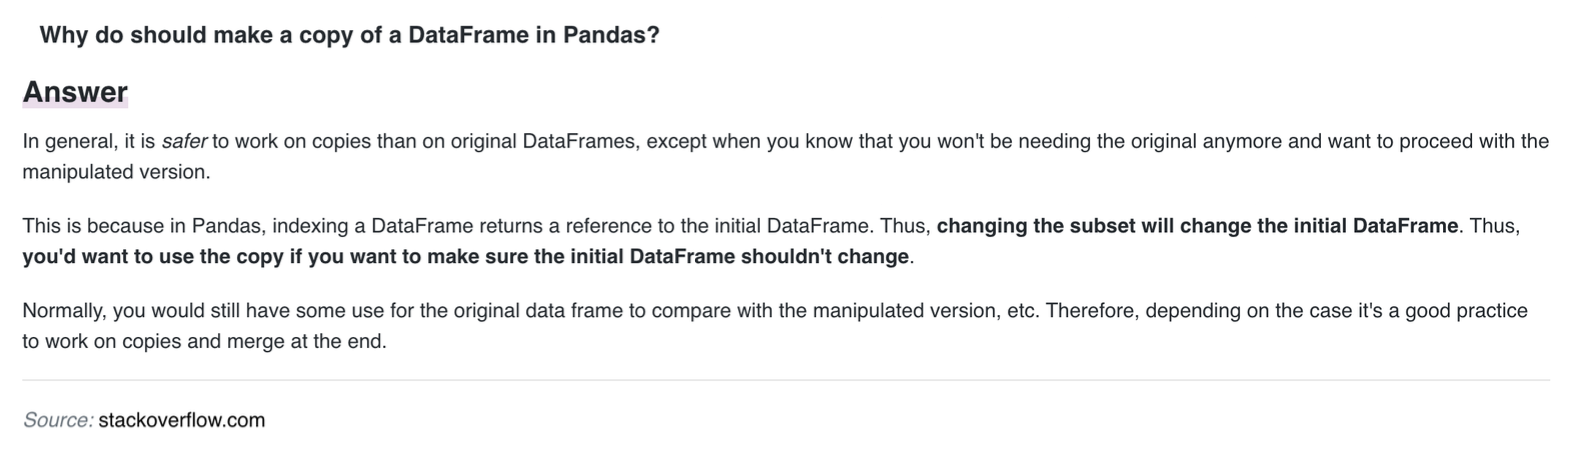 Why do should make a copy of a DataFrame in Pandas?
Answer
In general, it is safer to work on copies than on original DataFrames, except when you know that you won't be needing the original anymore and want to proceed with the
manipulated version.
This is because in Pandas, indexing a DataFrame returns a reference to the initial DataFrame. Thus, changing the subset will change the initial DataFrame. Thus,
you'd want to use the copy if you want to make sure the initial DataFrame shouldn't change.
Normally, you would still have some use for the original data frame to compare with the manipulated version, etc. Therefore, depending on the case it's a good practice
to work on copies and merge at the end.
Source: stackoverflow.com